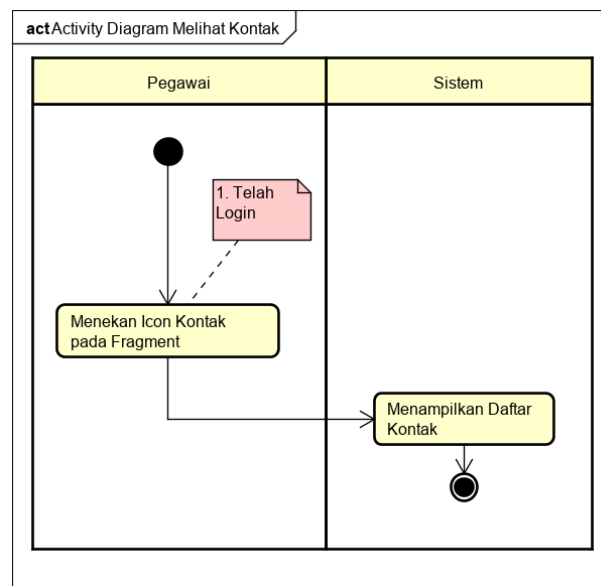 act Activity Diagram Melihat Kontak
Pegawai
Sistem
1. Telah
Login
Menekan Icon Kontak
pada Fragment
Menampilkan Daftar
Kontak